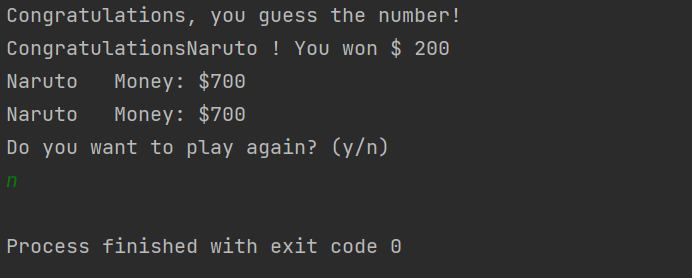 Congratulations, you guess the number!
CongratulationsNaruto ! You won $ 200
Naruto   Money: $700
Naruto   Money: $700
Do you want to play again? (y/n)
n
Process finished with exit code 0